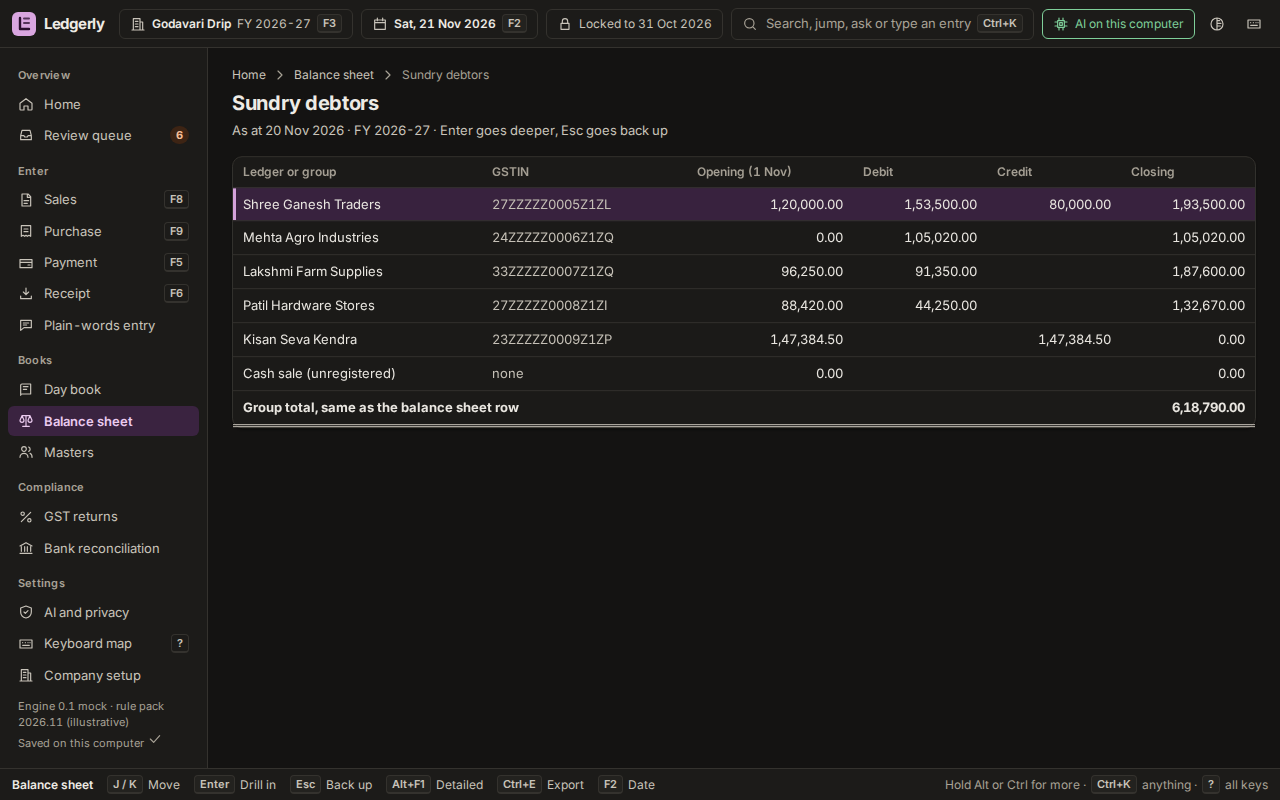 Ledgerly
Godavari Drip FY 2026-27 F3
Sat, 21 Nov 2026 F2
Locked to 31 Oct 2026
Search, jump, ask or type an entry Ctrl+K
AI on this computer
Overview
Home
Review queue 6
Enter
Sales F8
Purchase F9
Payment F5
Receipt F6
Plain-words entry
Books
Day book
Balance sheet
Masters
Compliance
GST returns
Bank reconciliation
Settings
AI and privacy
Keyboard map ?
Company setup
Engine 0.1 mock · rule pack
2026.11 (illustrative)
Saved on this computer
Home > Balance sheet > Sundry debtors
Sundry debtors
As at 20 Nov 2026 · FY 2026-27 · Enter goes deeper, Esc goes back up
Ledger or group GSTIN Opening (1 Nov) Debit Credit Closing
Shree Ganesh Traders 27ZZZZZ0005Z1ZL 1,20,000.00 1,53,500.00 80,000.00 1,93,500.00
Mehta Agro Industries 24ZZZZZ0006Z1ZQ 0.00 1,05,020.00 1,05,020.00
Lakshmi Farm Supplies 33ZZZZZ0007Z1ZQ 96,250.00 91,350.00 1,87,600.00
Patil Hardware Stores 27ZZZZZ0008Z1ZI 88,420.00 44,250.00 1,32,670.00
Kisan Seva Kendra 23ZZZZZ0009Z1ZP 1,47,384.50 1,47,384.50 0.00
Cash sale (unregistered) none 0.00 0.00
Group total, same as the balance sheet row 6,18,790.00
Balance sheet J / K Move Enter Drill in Esc Back up Alt+F1 Detailed Ctrl+E Export F2 Date
Hold Alt or Ctrl for more · Ctrl+K anything · ? all keys